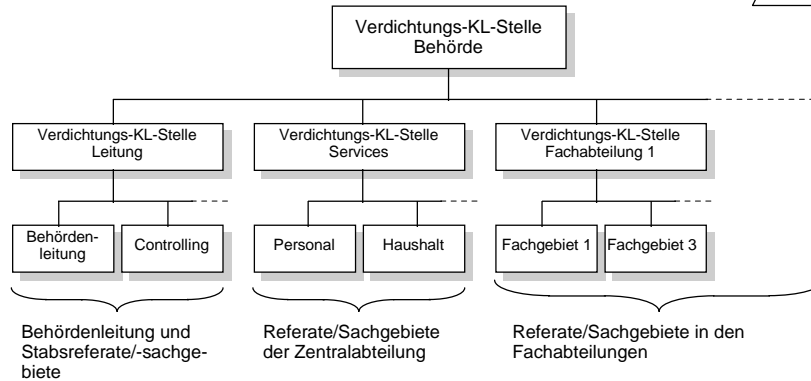 Verdichtungs-KL-Stelle
Behörde
Verdichtungs-KL-Stelle
Leitung
Verdichtungs-KL-Stelle
Services
Verdichtungs-KL-Stelle
Fachabteilung 1
Behörden-
leitung
Controlling
Personal
Haushalt
Fachgebiet 1
Fachgebiet 3
Behördenleitung und
Stabsreferate/-sachge-
biete
Referate/Sachgebiete
der Zentralabteilung
Referate/Sachgebiete in den
Fachabteilungen